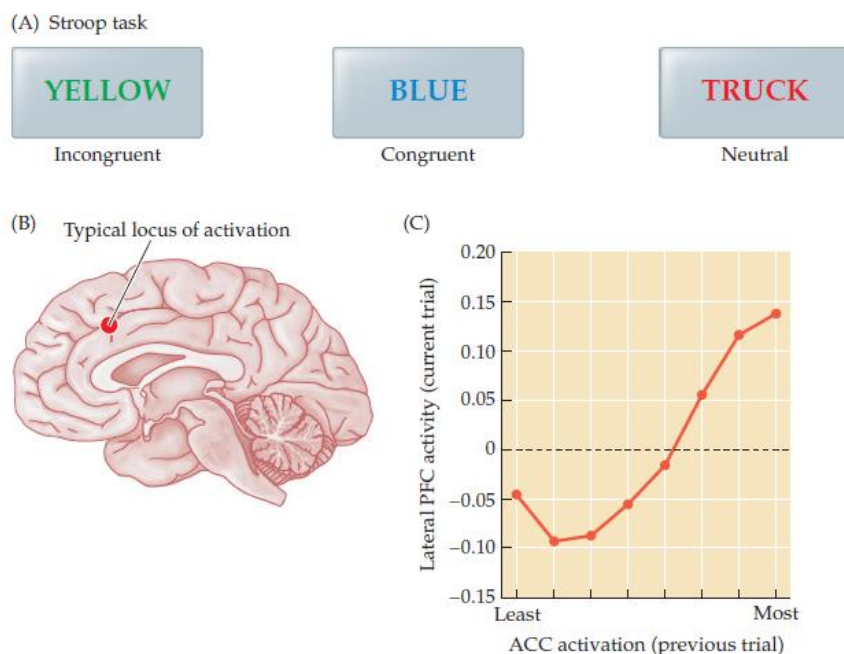 (A) Stroop task
YELLOW
BLUE
TRUCK
Incongruent
Congruent
Neutral
(B)
Typical locus of activation
(C)
Lateral PFC activity (current trial)
0.20
0.15
0.10
0.05
0
−0.05
−0.10
−0.15
Least
Most
ACC activation (previous trial)